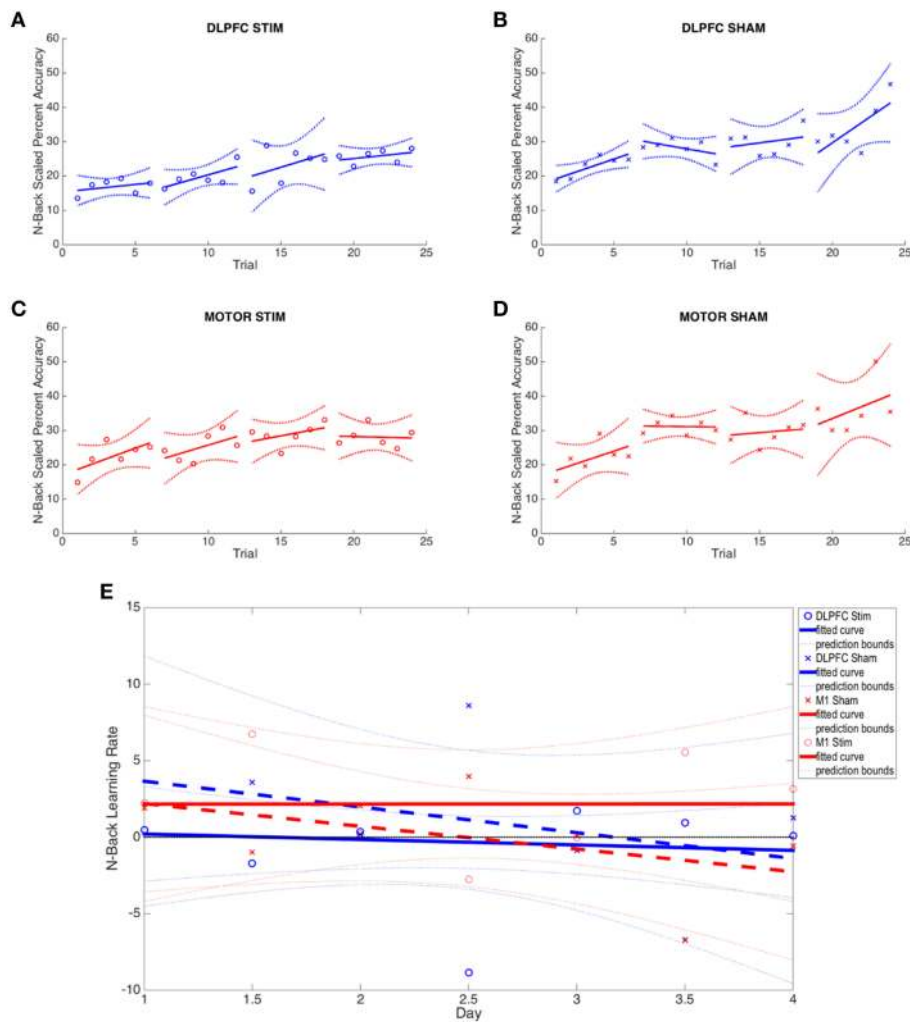 A
DLPFC STIM
N-Back Scaled Percent Accuracy
60
50
40
30
20
10
0
0 5 10 15 20 25
Trial
B
DLPFC SHAM
N-Back Scaled Percent Accuracy
60
50
40
30
20
10
0
0 5 10 15 20 25
Trial
C
MOTOR STIM
N-Back Scaled Percent Accuracy
60
50
40
30
20
10
0
0 5 10 15 20 25
Trial
D
MOTOR SHAM
N-Back Scaled Percent Accuracy
60
50
40
30
20
10
0
0 5 10 15 20 25
Trial
E
N-Back Learning Rate
15
10
5
0
-5
-10
1 1.5 2 2.5 3 3.5 4
Day
DLPFC Stim
fitted curve
prediction bounds
DLPFC Sham
fitted curve
prediction bounds
M1 Sham
fitted curve
prediction bounds
M1 Stim
fitted curve
prediction bounds